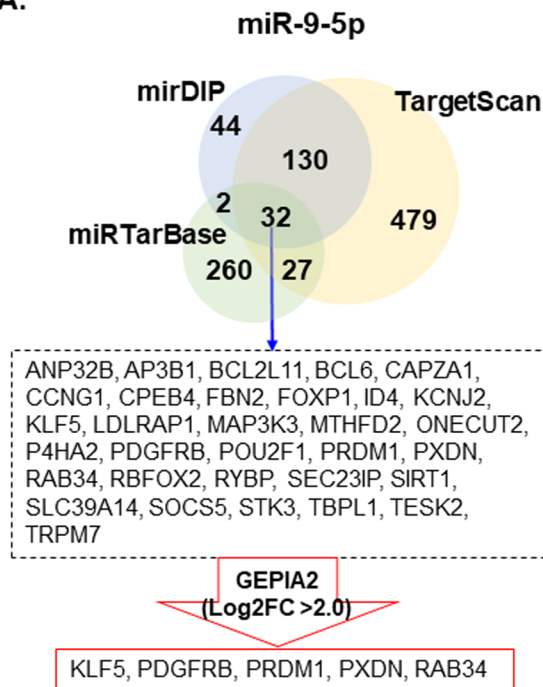 A.
miR-9-5p
mirDIP
TargetScan
44
130
2
32
479
miRTarBase
260
27
ANP32B, AP3B1, BCL2L11, BCL6, CAPZA1,
CCNG1, CPEB4, FBN2, FOXP1, ID4, KCNJ2,
KLF5, LDLRAP1, MAP3K3, MTHFD2, ONECUT2,
P4HA2, PDGFRB, POU2F1, PRDM1, PXDN,
RAB34, RBFOX2, RYBP, SEC23IP, SIRT1,
SLC39A14, SOCS5, STK3, TBPL1, TESK2,
TRPM7
GEPIA2
(Log2FC >2.0)
KLF5, PDGFRB, PRDM1, PXDN, RAB34